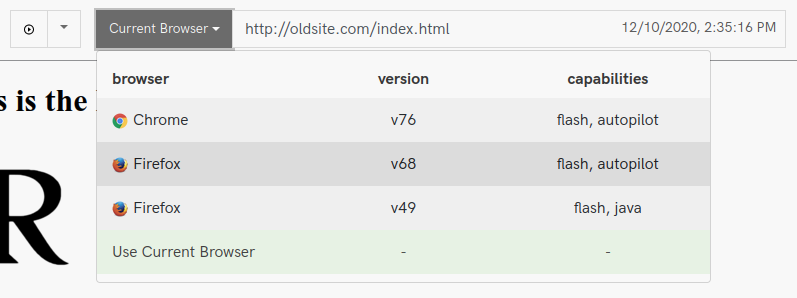 Current Browser http://oldsite.com/index.html 12/10/2020, 2:35:16 PM
browser version capabilities
s is the
Chrome v76 flash, autopilot
Firefox v68 flash, autopilot
R
Firefox v49 flash, java
Use Current Browser - -